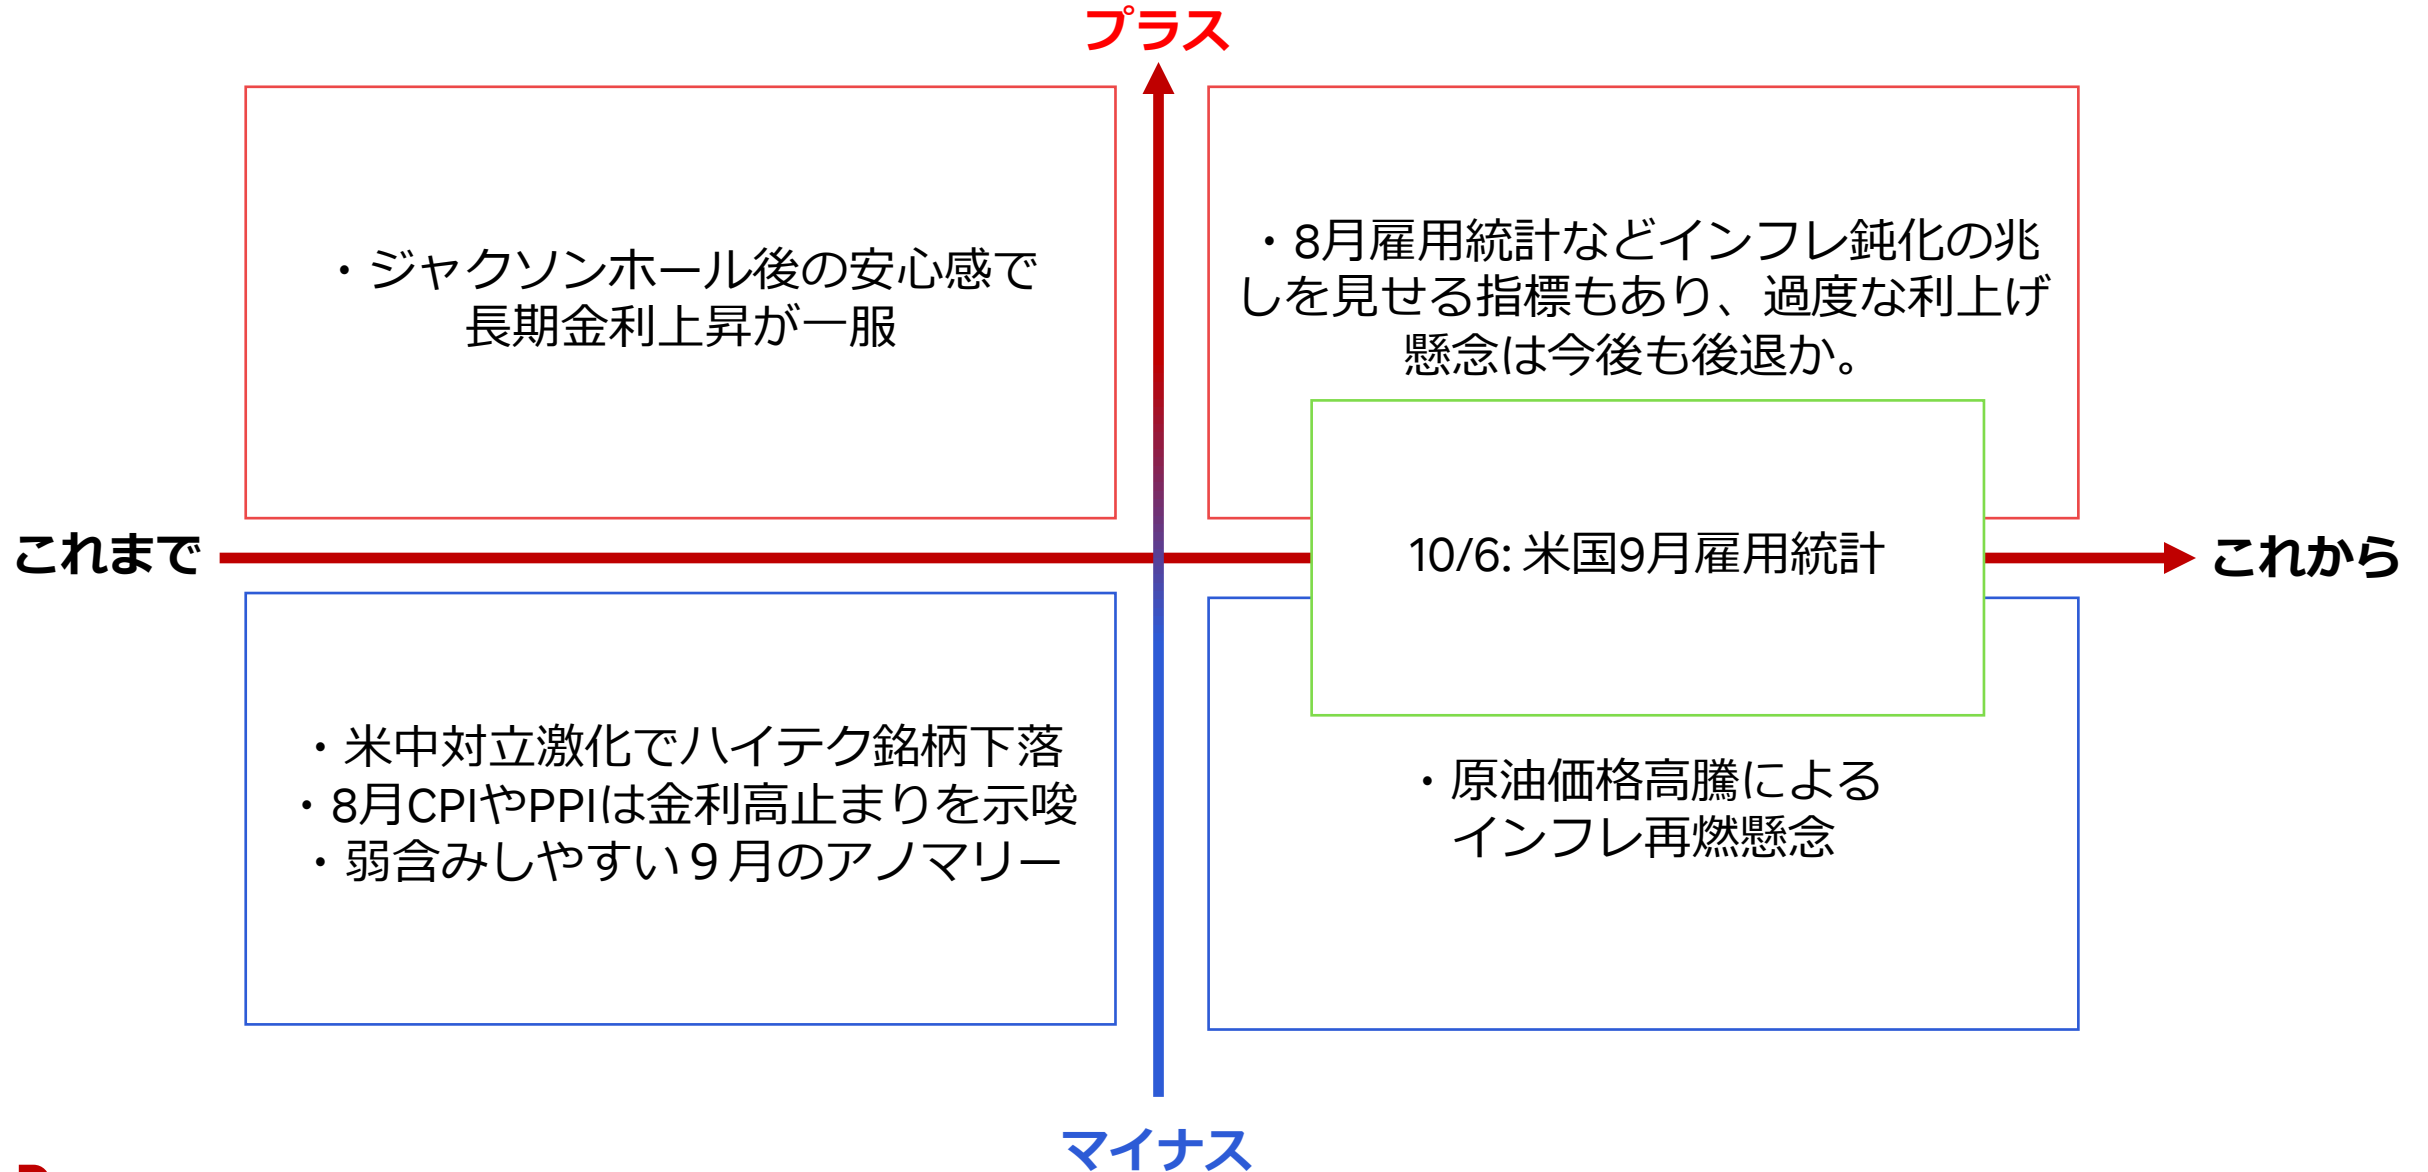 プラス
・ジャクソンホール後の安心感で
長期金利上昇が一服
・8月雇用統計などインフレ鈍化の兆
しを見せる指標もあり、過度な利上げ
懸念は今後も後退か。
これまで
10/6: 米国9月雇用統計
これから
・米中対立激化でハイテク銘柄下落
・8月CPIやPPIは金利高止まりを示唆
・弱含みしやすい９月のアノマリー
・原油価格高騰による
インフレ再燃懸念
マイナス